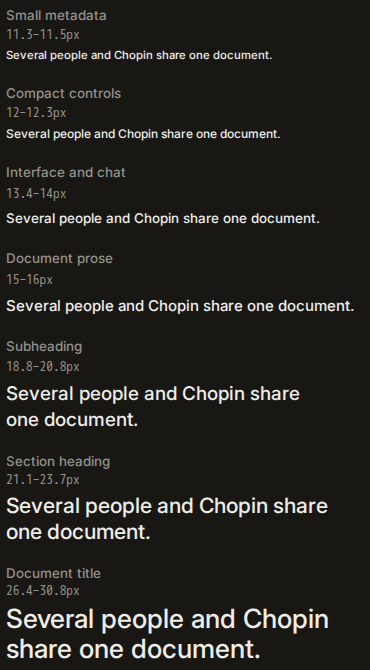 Small metadata
11.3–11.5px
Several people and Chopin share one document.
Compact controls
12–12.3px
Several people and Chopin share one document.
Interface and chat
13.4–14px
Several people and Chopin share one document.
Document prose
15–16px
Several people and Chopin share one document.
Subheading
18.8–20.8px
Several people and Chopin share
one document.
Section heading
21.1–23.7px
Several people and Chopin share
one document.
Document title
26.4–30.8px
Several people and Chopin
share one document.